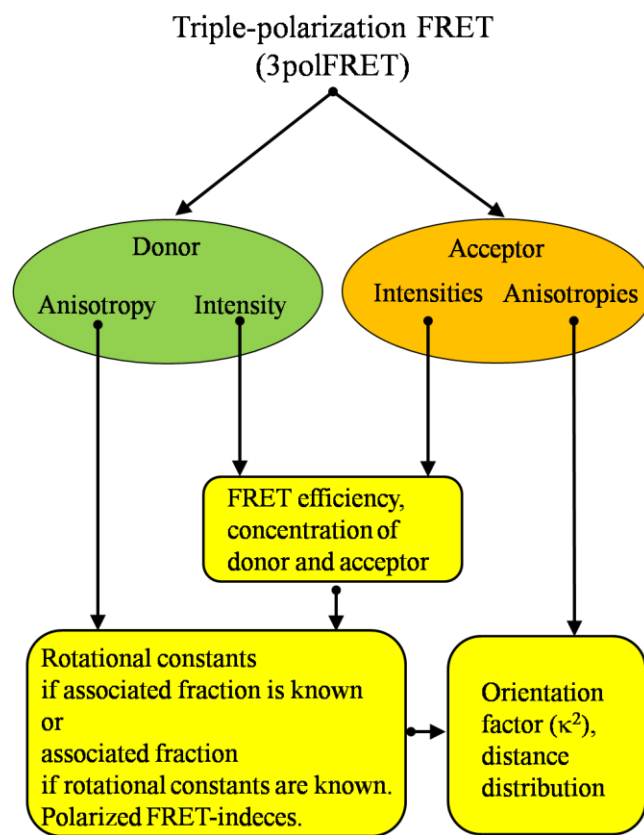 Triple-polarization FRET
(3polFRET)
Donor
Anisotropy
Intensity
Acceptor
Intensities
Anisotropies
FRET efficiency,
concentration of
donor and acceptor
Rotational constants
if associated fraction is known
or
associated fraction
if rotational constants are known.
Polarized FRET-indeces.
Orientation
factor (κ²),
distance
distribution